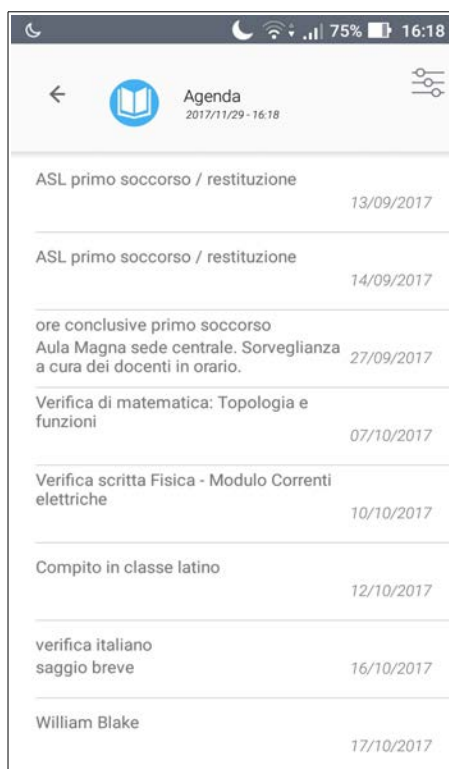 75% 16:18
Agenda
2017/11/29 - 16:18
ASL primo soccorso / restituzione
13/09/2017
ASL primo soccorso / restituzione
14/09/2017
ore conclusive primo soccorso
Aula Magna sede centrale. Sorveglianza
a cura dei docenti in orario.
27/09/2017
Verifica di matematica: Topologia e
funzioni
07/10/2017
Verifica scritta Fisica - Modulo Correnti
elettriche
10/10/2017
Compito in classe latino
12/10/2017
verifica italiano
saggio breve
16/10/2017
William Blake
17/10/2017